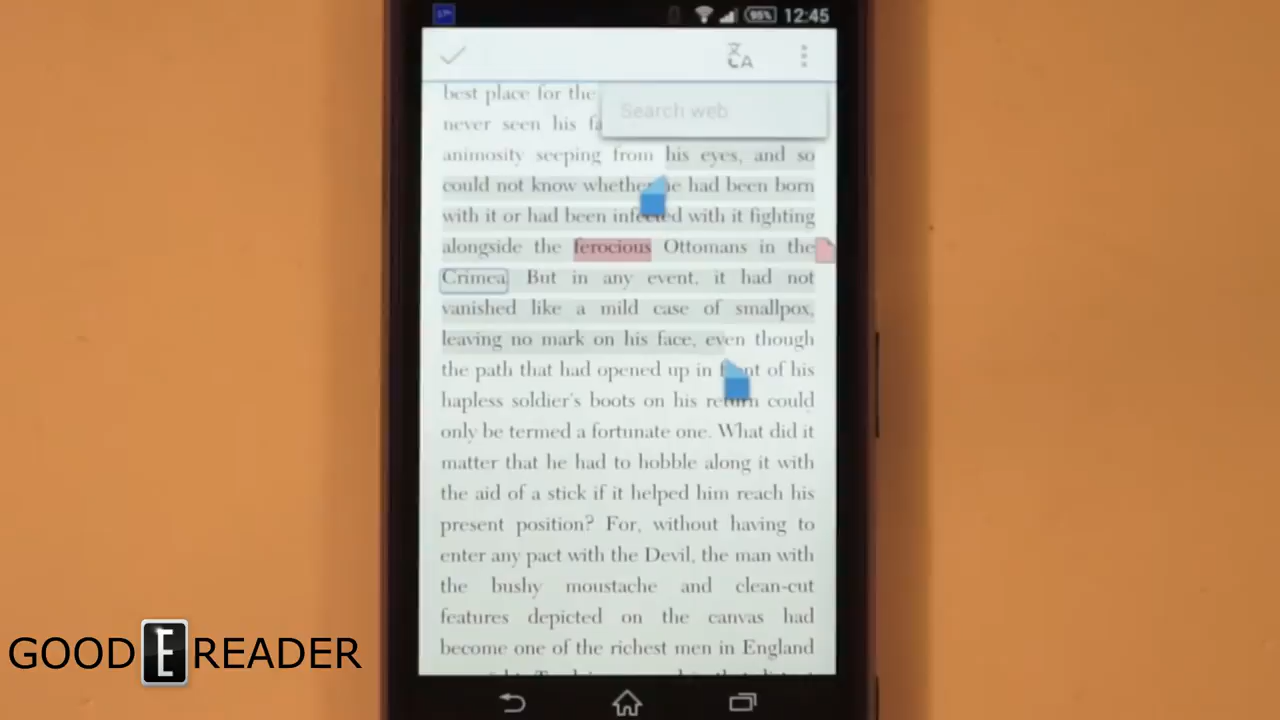 95% 12:45
Search web
best place for the
never seen his fa
animosity seeping from his eyes, and so
could not know whether he had been born
with it or had been infected with it fighting
alongside the ferocious Ottomans in the
Crimea. But in any event, it had not
vanished like a mild case of smallpox,
leaving no mark on his face, even though
the path that had opened up in front of his
hapless soldier's boots on his return could
only be termed a fortunate one. What did it
matter that he had to hobble along it with
the aid of a stick if it helped him reach his
present position? For, without having to
enter any pact with the Devil, the man with
the bushy moustache and clean-cut
features depicted on the canvas had
become one of the richest men in England
GOOD E READER